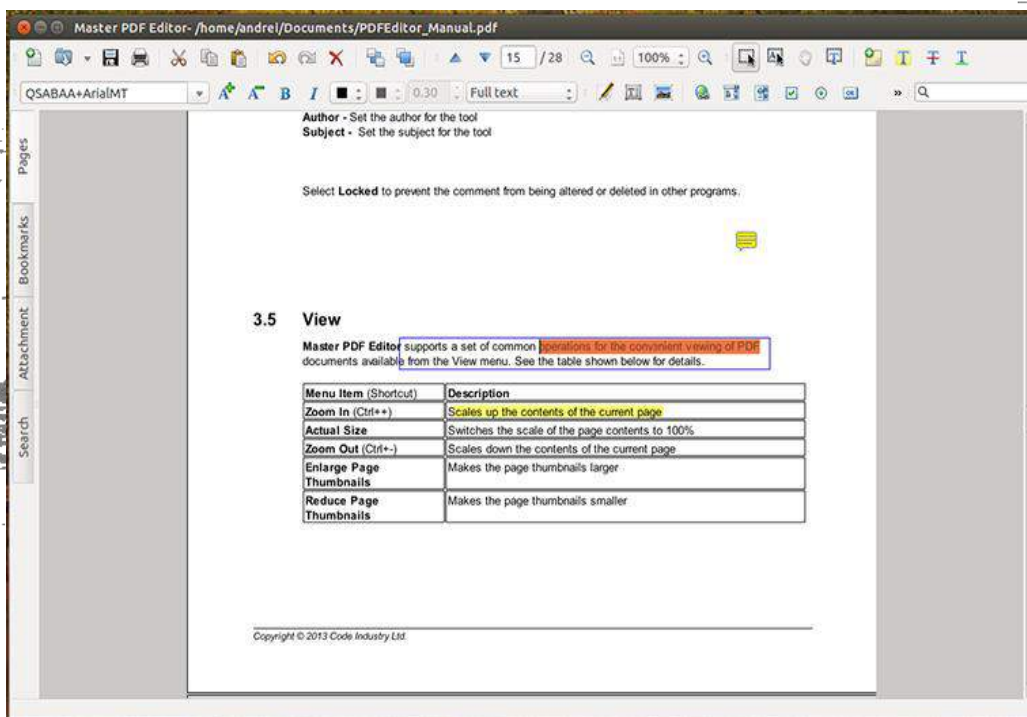 Master PDF Editor- /home/andrei/Documents/PDFEditor_Manual.pdf
15 /28 100%
QSABAA+ArialMT B I 0.30 Full text OK »
Pages
Bookmarks
Attachment
Search
Author - Set the author for the tool
Subject - Set the subject for the tool
Select Locked to prevent the comment from being altered or deleted in other programs.
3.5 View
Master PDF Editor supports a set of common operations for the convanient vewing of PDF
documents available from the View menu. See the table shown below for details.
Menu Item (Shortcut) Description
Zoom In (Ctrl++) Scales up the contents of the current page
Actual Size Switches the scale of the page contents to 100%
Zoom Out (Ctrl+-) Scales down the contents of the current page
Enlarge Page Makes the page thumbnails larger
Thumbnails
Reduce Page Makes the page thumbnails smaller
Thumbnails
Copyright © 2013 Code Industry Ltd.